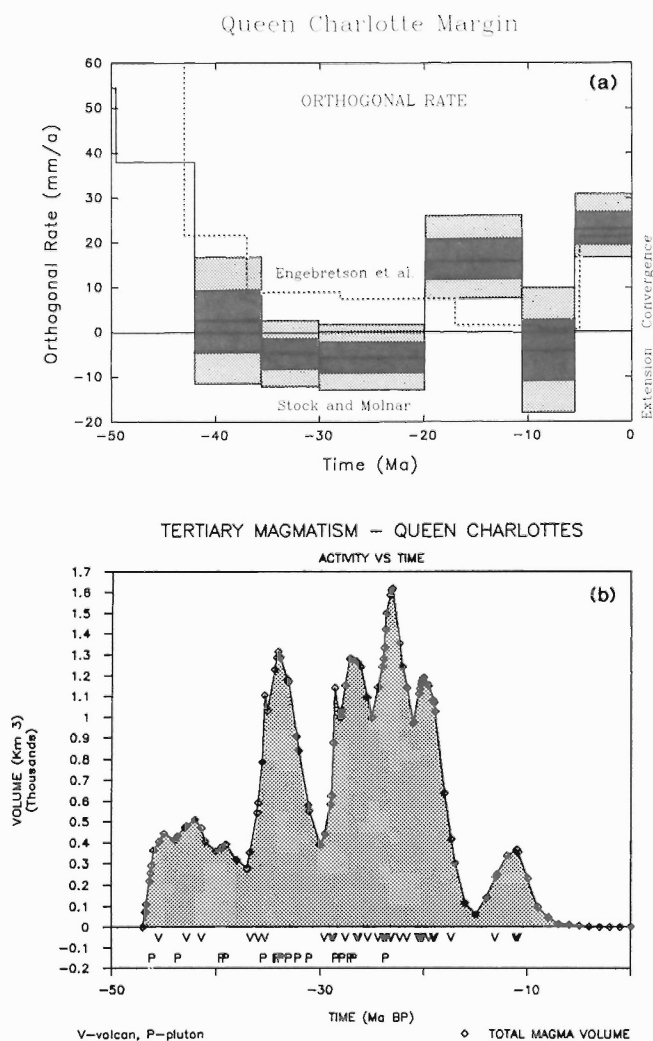 Queen Charlotte Margin
(a)
ORTHOGONAL RATE
60
50
40
30
20
10
0
-10
-20
Orthogonal Rate (mm/a)
Engebretson et al.
Stock and Molnar
Extension Convergence
-50 -40 -30 -20 -10 0
Time (Ma)
TERTIARY MAGMATISM – QUEEN CHARLOTTES
ACTIVITY VS TIME
(b)
1.7
1.6
1.5
1.4
1.3
1.2
1.1
1
0.9
0.8
0.7
0.6
0.5
0.4
0.3
0.2
0.1
0
-0.1
-0.2
VOLUME (Km 3)
(Thousands)
-50 -30 -10
TIME (Ma BP)
V–volcan, P–pluton
TOTAL MAGMA VOLUME